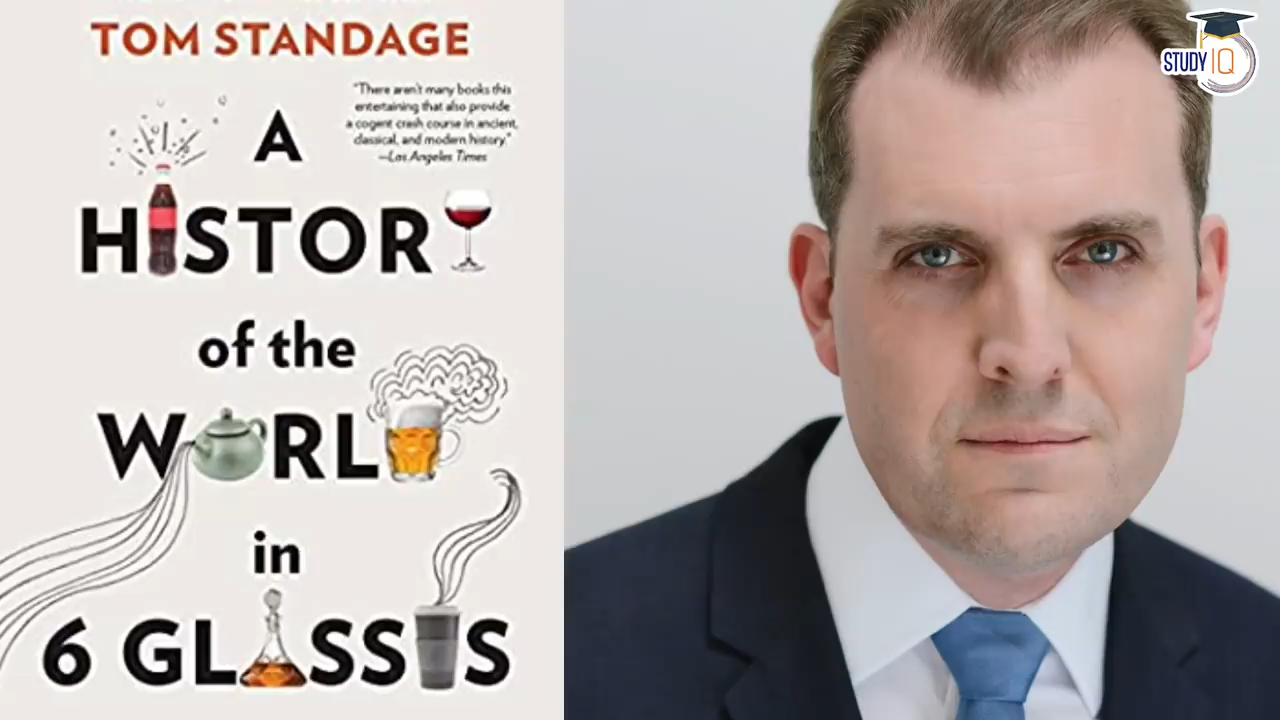 TOM STANDAGE
"There aren't many books this
entertaining that also provide
a cogent crash course in ancient,
classical, and modern history."
—Los Angeles Times
A
HISTORY
of the
WORLD
in
6 GLASSES
STUDY IQ